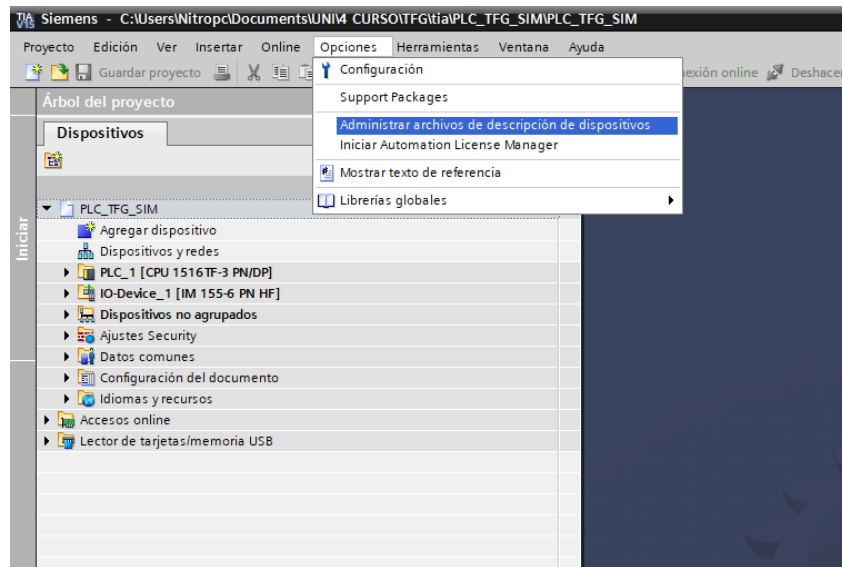 TIA V15 Siemens - C:\Users\Nitropc\Documents\UNI\4 CURSO\TFG\tia\PLC_TFG_SIM\PLC_TFG_SIM
Proyecto Edición Ver Insertar Online Opciones Herramientas Ventana Ayuda
Guardar proyecto
exión online Deshacer
Configuración
Support Packages
Administrar archivos de descripción de dispositivos
Iniciar Automation License Manager
Mostrar texto de referencia
Librerías globales
Árbol del proyecto
Dispositivos
Iniciar
PLC_TFG_SIM
Agregar dispositivo
Dispositivos y redes
PLC_1 [CPU 1516TF-3 PN/DP]
IO-Device_1 [IM 155-6 PN HF]
Dispositivos no agrupados
Ajustes Security
Datos comunes
Configuración del documento
Idiomas y recursos
Accesos online
Lector de tarjetas/memoria USB